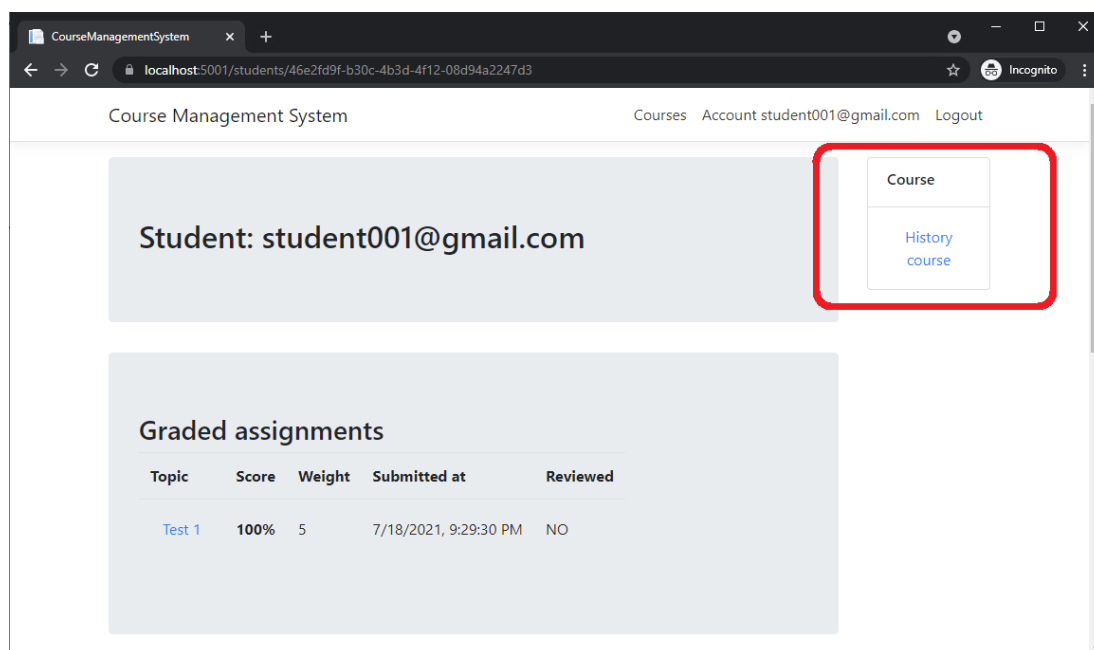 CourseManagementSystem
localhost:5001/students/46e2fd9f-b30c-4b3d-4f12-08d94a2247d3
Incognito
Course Management System
Courses Account student001@gmail.com Logout
Student: student001@gmail.com
Course
History
course
Graded assignments
Topic Score Weight Submitted at Reviewed
Test 1 100% 5 7/18/2021, 9:29:30 PM NO